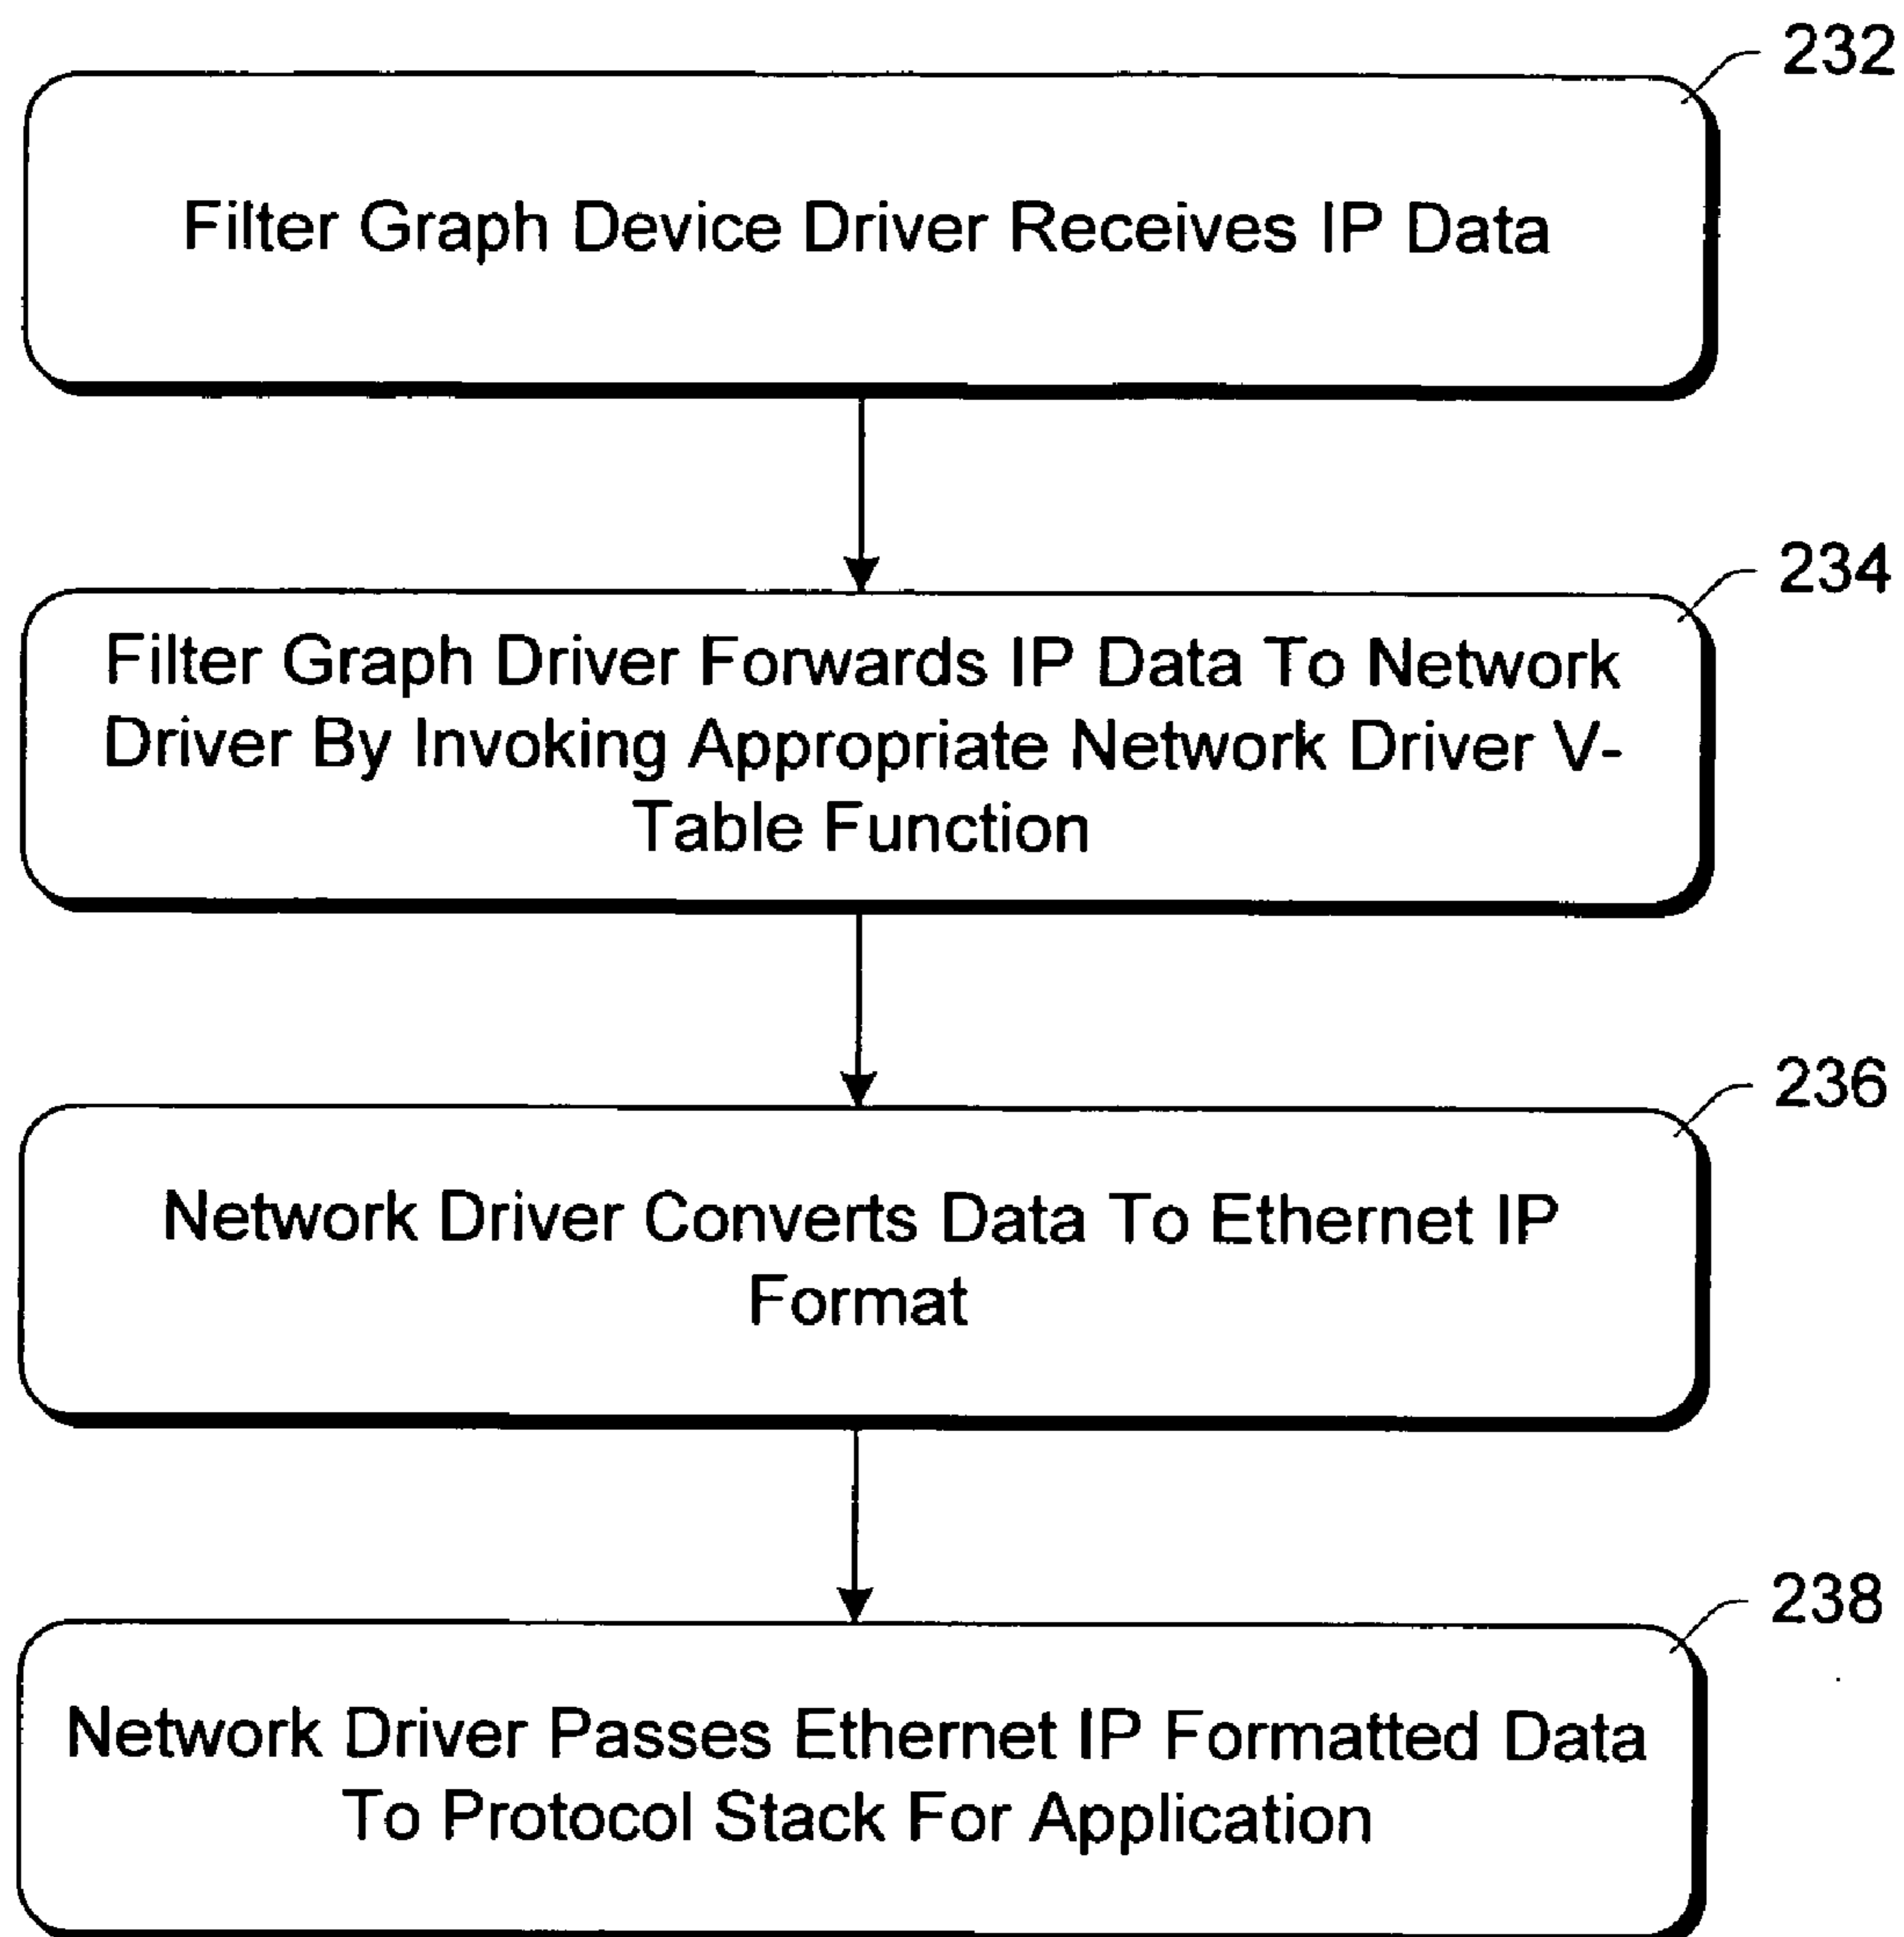 232
Filter Graph Device Driver Receives IP Data
234
Filter Graph Driver Forwards IP Data To Network
Driver By Invoking Appropriate Network Driver V-
Table Function
236
Network Driver Converts Data To Ethernet IP
Format
238
Network Driver Passes Ethernet IP Formatted Data
To Protocol Stack For Application